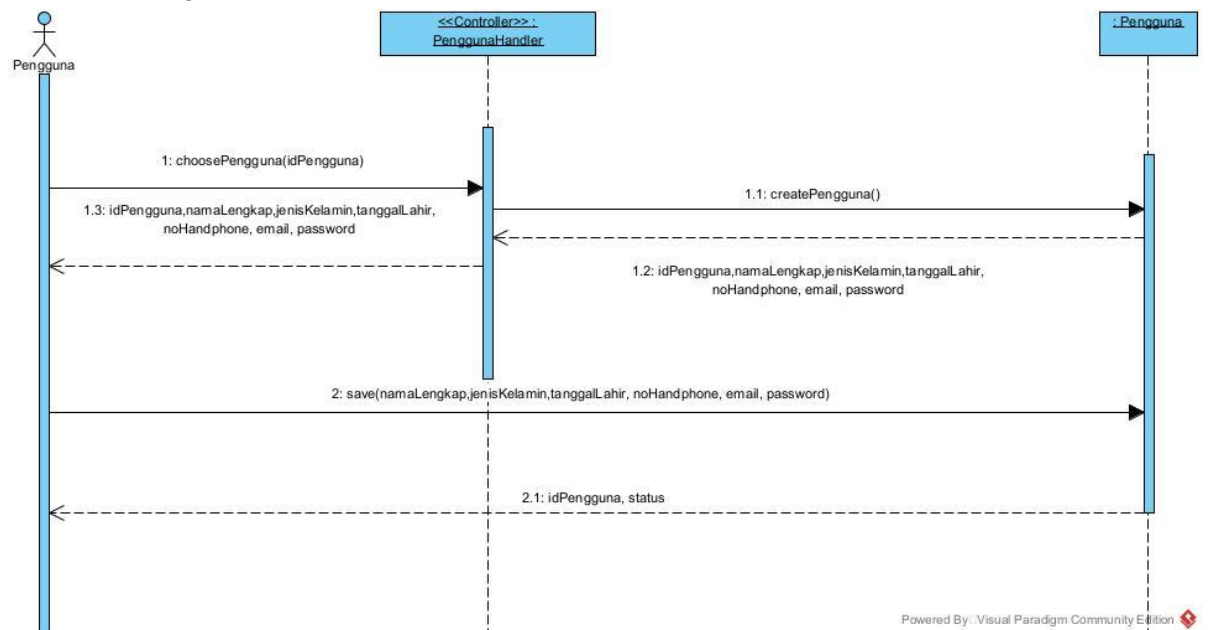 <<Controller>> :
PenggunaHandler
: Pengguna
Pengguna
1: choosePengguna(idPengguna)
1.1: createPengguna()
1.3: idPengguna,namaLengkap,jenisKelamin,tanggalLahir,
noHandphone, email, password
1.2: idPengguna,namaLengkap,jenisKelamin,tanggalLahir,
noHandphone, email, password
2: save(namaLengkap,jenisKelamin,tanggalLahir, noHandphone, email, password)
2.1: idPengguna, status
Powered By Visual Paradigm Community Edition